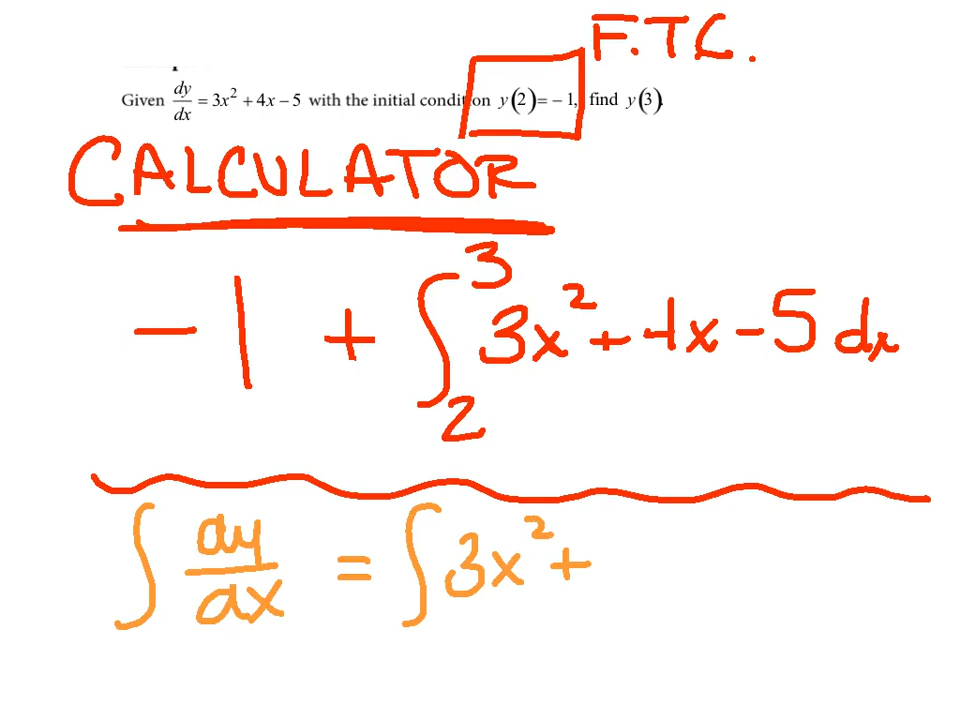 F.T.C.
Given dy/dx = 3x² + 4x − 5 with the initial condition y(2) = − 1, find y(3).
CALCULATOR
-1 + ∫₂³ 3x² + 4x - 5 dx
∫ dy/dx = ∫ 3x² +